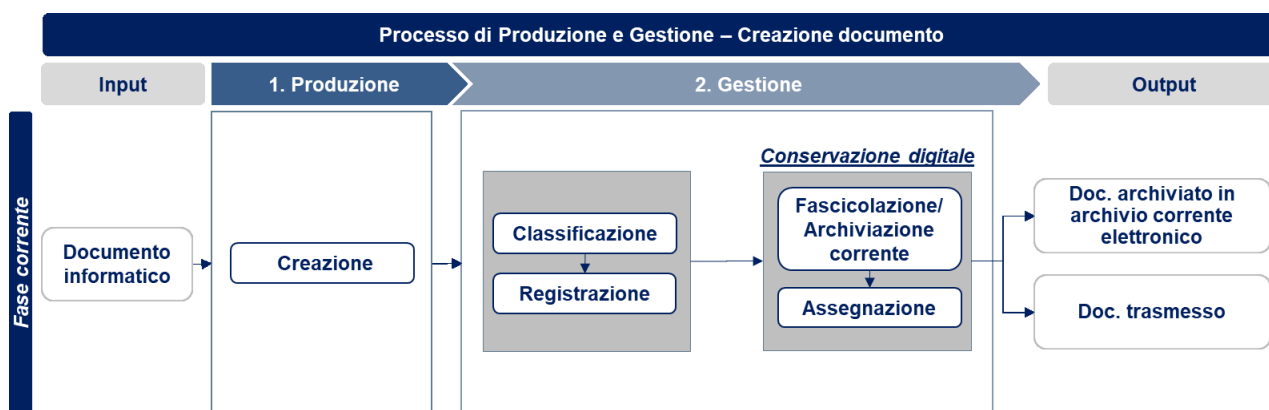 Processo di Produzione e Gestione – Creazione documento
Input
1. Produzione
2. Gestione
Output
Fase corrente
Documento
informatico
Creazione
Classificazione
Registrazione
Conservazione digitale
Fascicolazione/
Archiviazione
corrente
Assegnazione
Doc. archiviato in
archivio corrente
elettronico
Doc. trasmesso